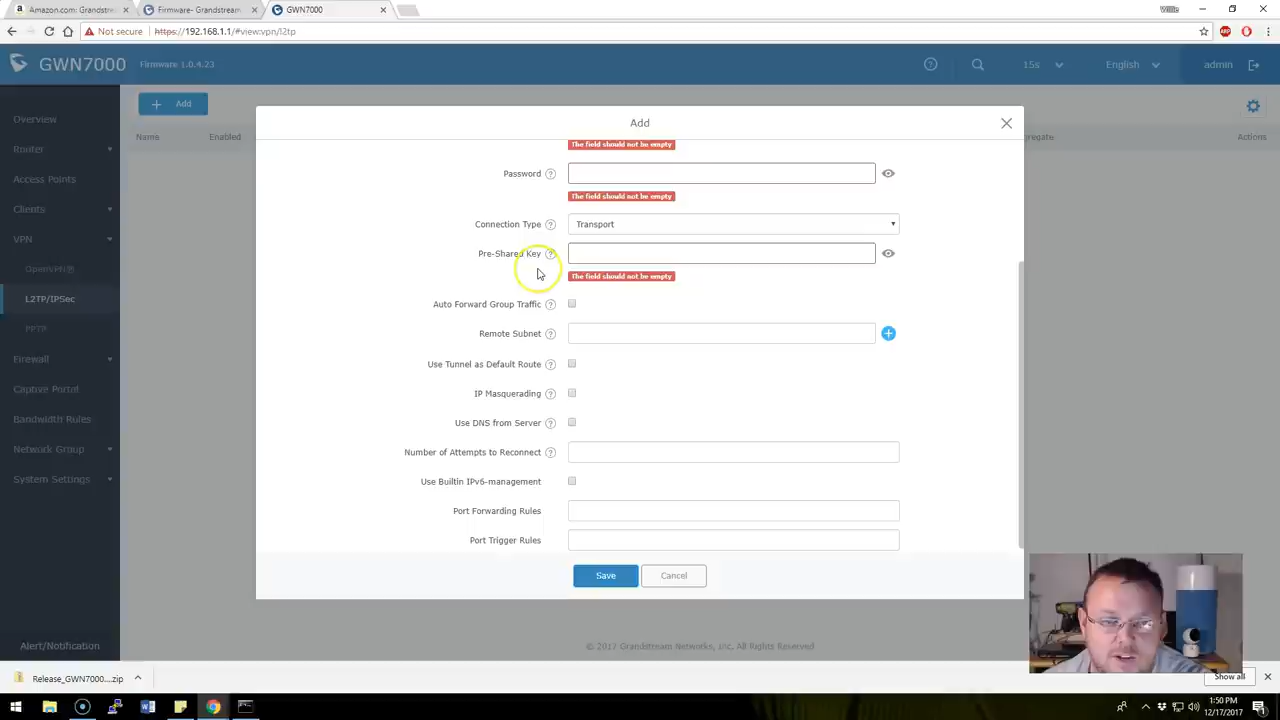 Amazon.com: Grandstre
Firmware- Grandstream
GWN7000
Willie
Not secure https://192.168.1.1/#view:vpn/l2tp
GWN7000
Firmware 1.0.4.23
15s
English
admin
Overview
Router
Access Points
Clients
VPN
OpenVPN®
L2TP/IPSec
PPTP
Firewall
Captive Portal
Bandwidth Rules
Network Group
System Settings
Alert/Notification
Add
Name
Enabled
gregate
Actions
Add
The field should not be empty
Password
The field should not be empty
Connection Type
Transport
Pre-Shared Key
The field should not be empty
Auto Forward Group Traffic
Remote Subnet
Use Tunnel as Default Route
IP Masquerading
Use DNS from Server
Number of Attempts to Reconnect
Use Builtin IPv6-management
Port Forwarding Rules
Port Trigger Rules
Save
Cancel
© 2017 Grandstream Networks, Inc. All Rights Reserved
Release_GWN7000....zip
Show all
1:50 PM
12/17/2017